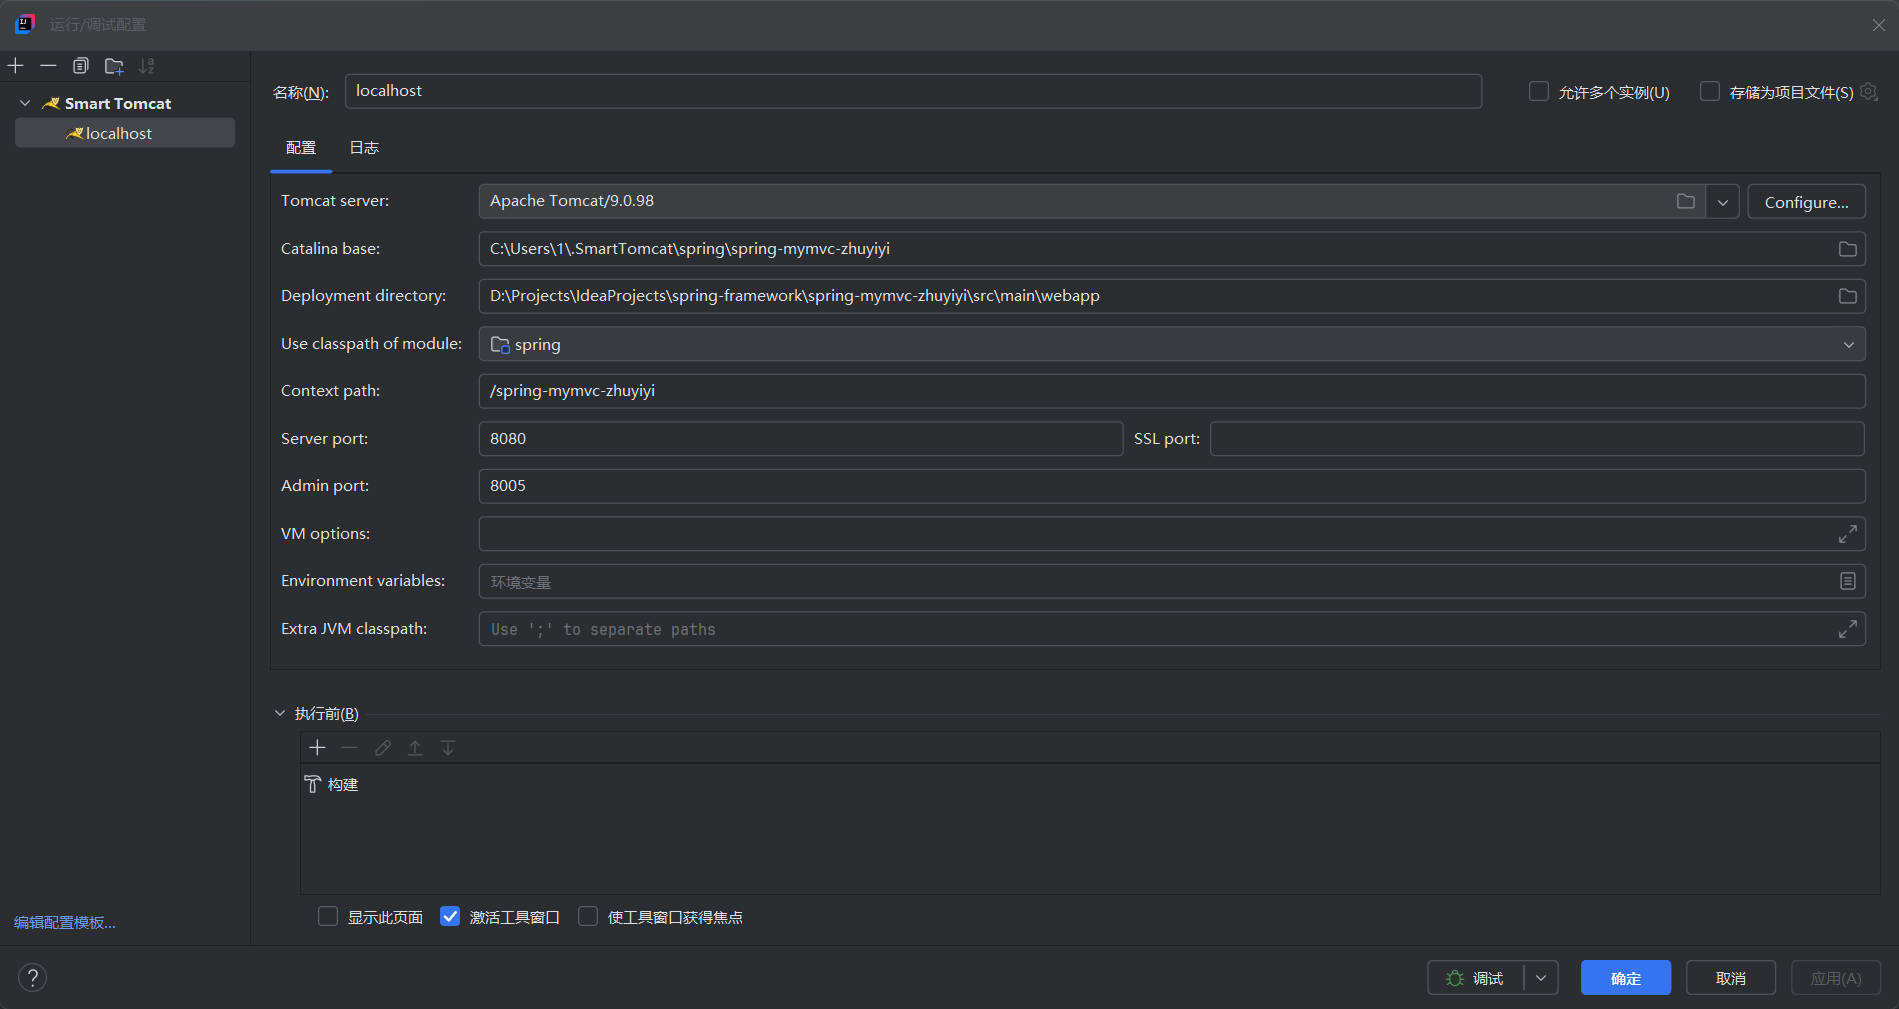 运行/调试配置
Smart Tomcat
localhost
编辑配置模板...
名称(N):
localhost
允许多个实例(U)
存储为项目文件(S)
配置
日志
Tomcat server:
Apache Tomcat/9.0.98
Configure...
Catalina base:
C:\Users\1\.SmartTomcat\spring\spring-mymvc-zhuyiyi
Deployment directory:
D:\Projects\IdeaProjects\spring-framework\spring-mymvc-zhuyiyi\src\main\webapp
Use classpath of module:
spring
Context path:
/spring-mymvc-zhuyiyi
Server port:
8080
SSL port:
Admin port:
8005
VM options:
Environment variables:
环境变量
Extra JVM classpath:
Use ';' to separate paths
执行前(B)
构建
显示此页面
激活工具窗口
使工具窗口获得焦点
?
调试
确定
取消
应用(A)